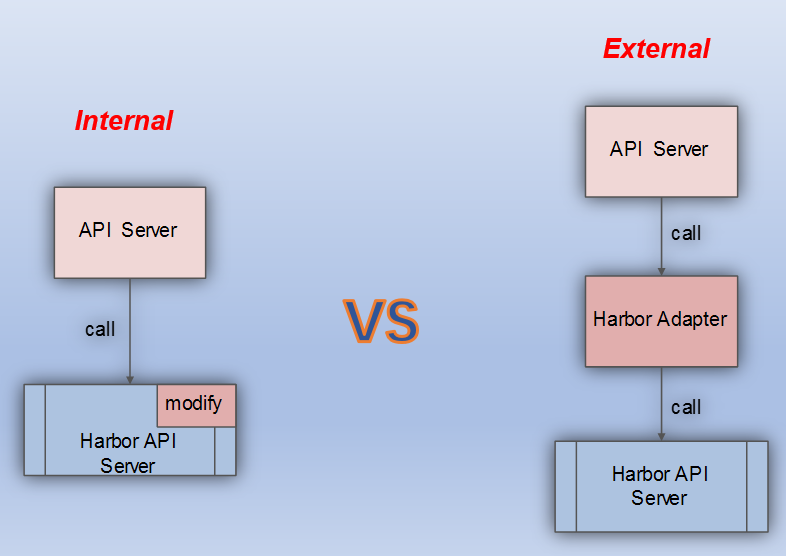 Internal
API Server
call
modify
Harbor API
Server
VS
External
API Server
call
Harbor Adapter
call
Harbor API
Server